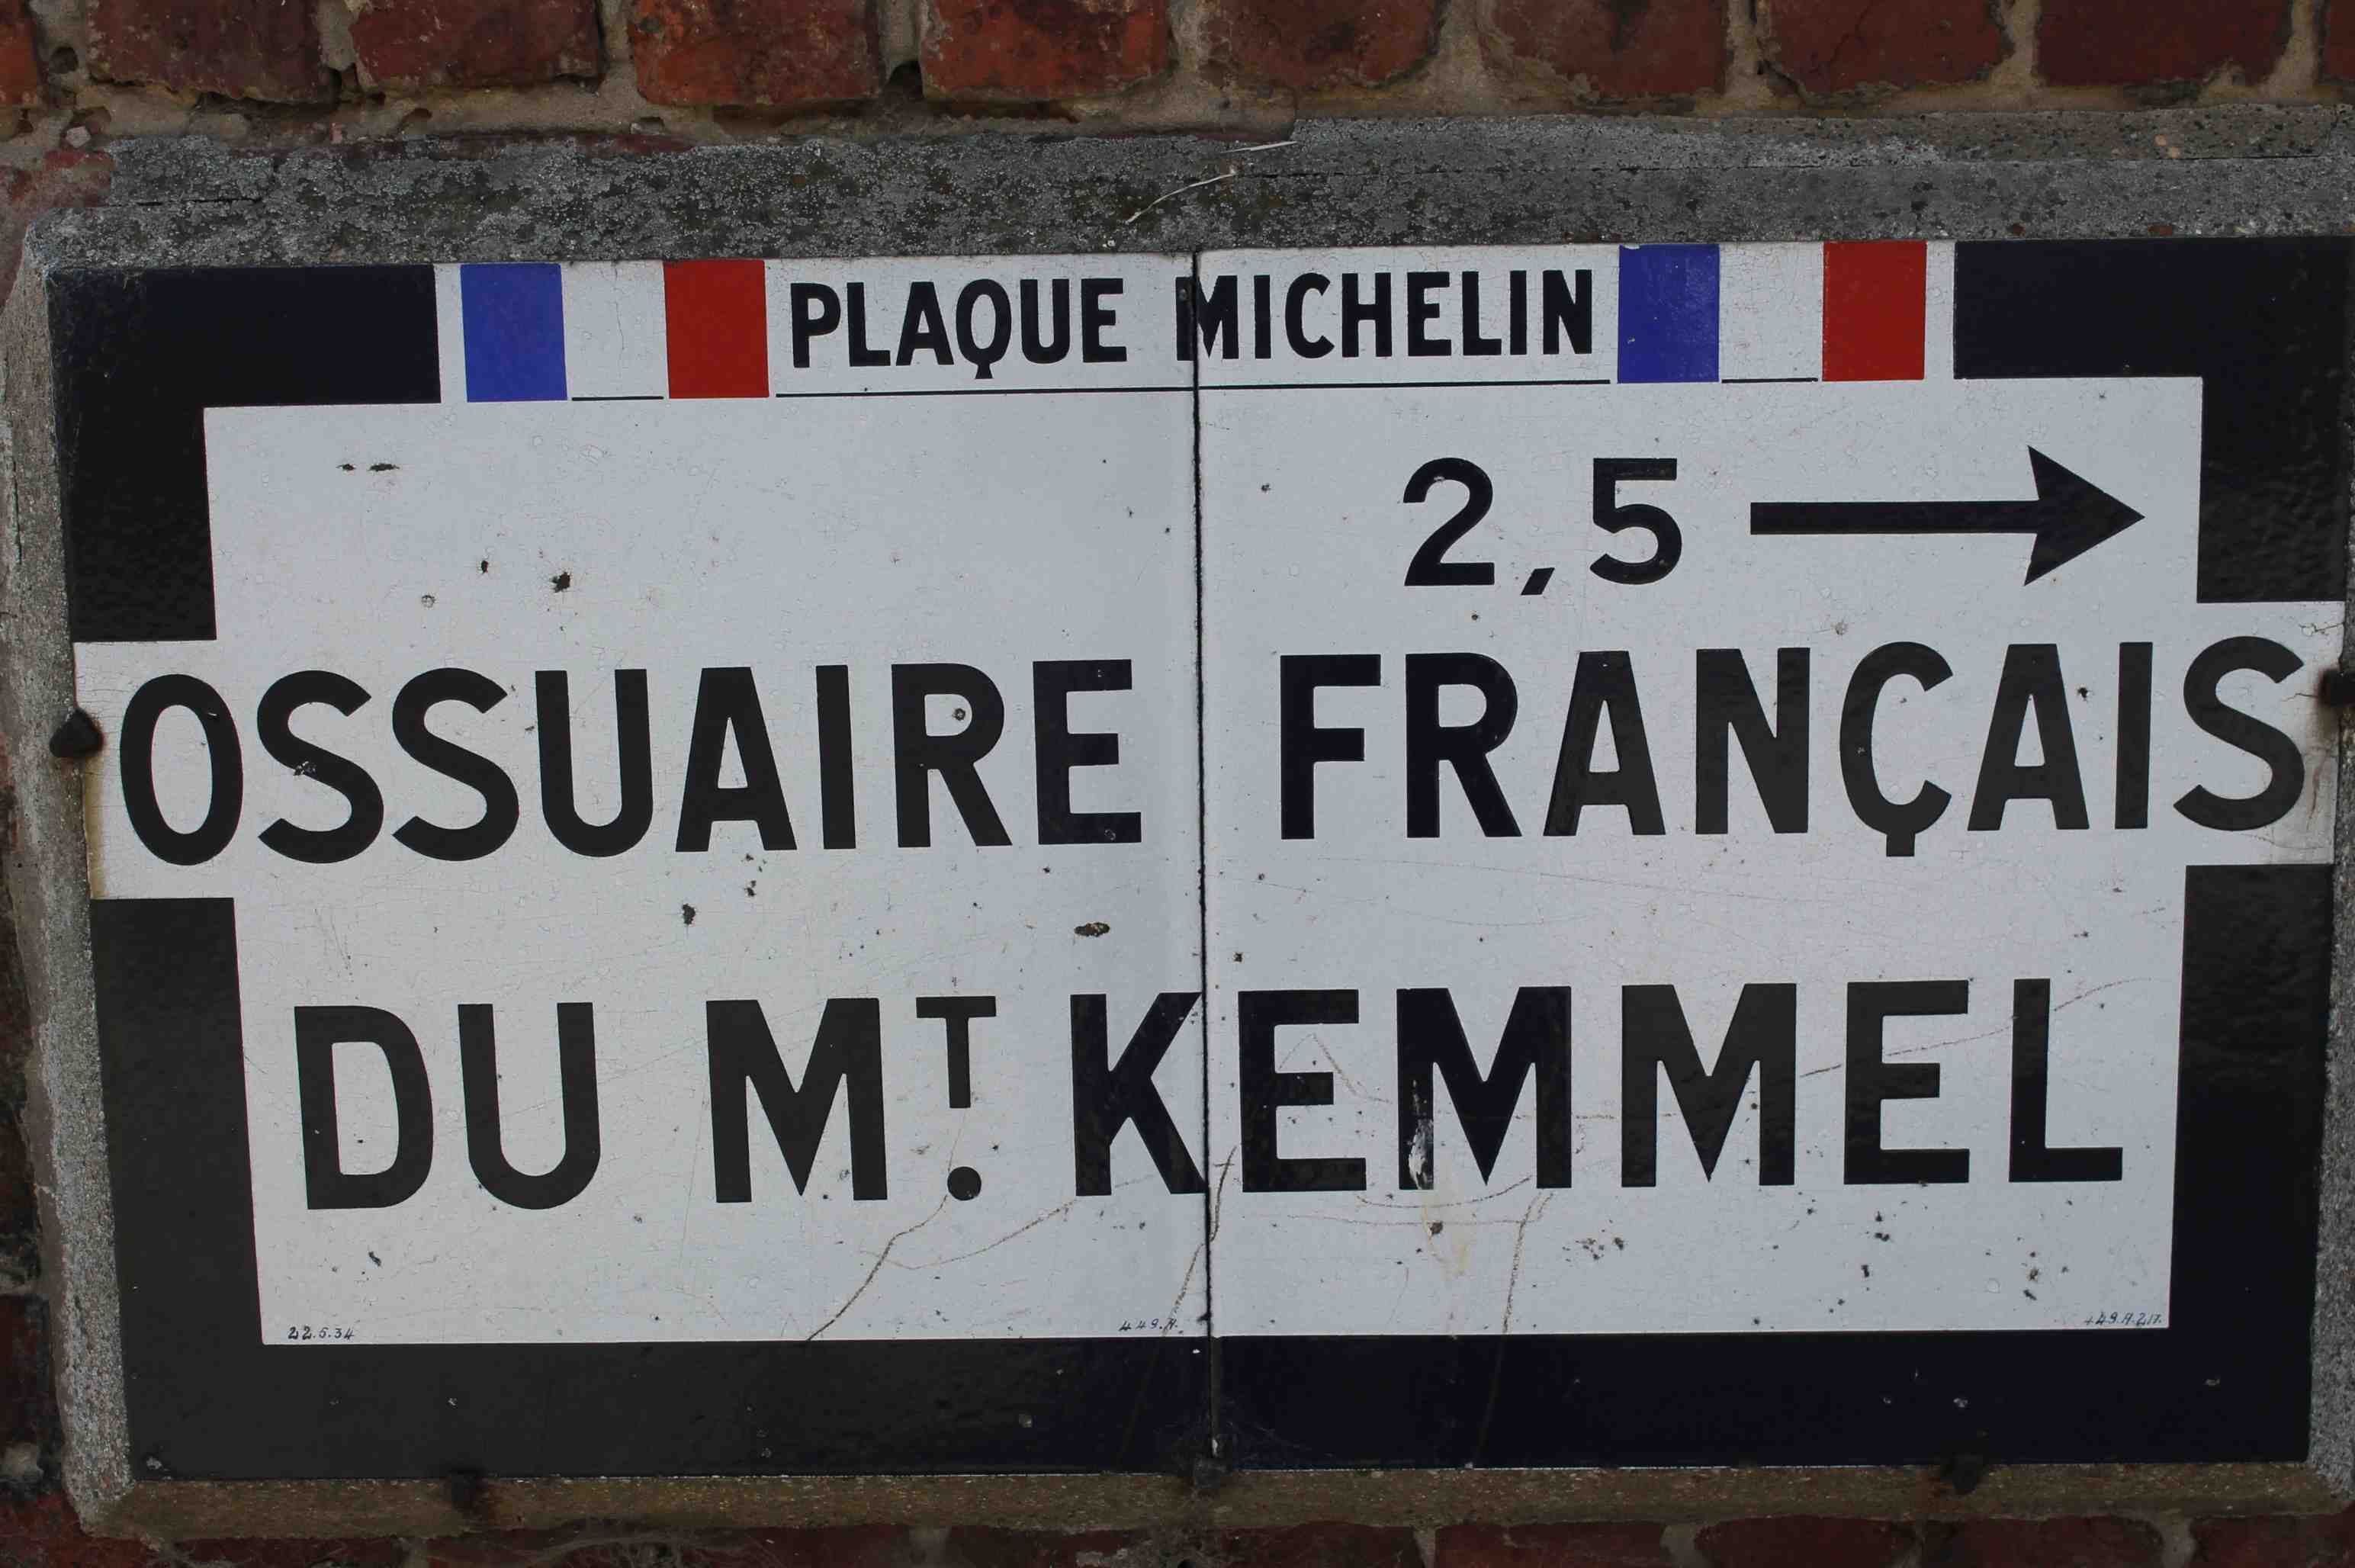 PLAQUE MICHELIN
2,5
OSSUAIRE FRANÇAIS
DU MT. KEMMEL
22.5.34